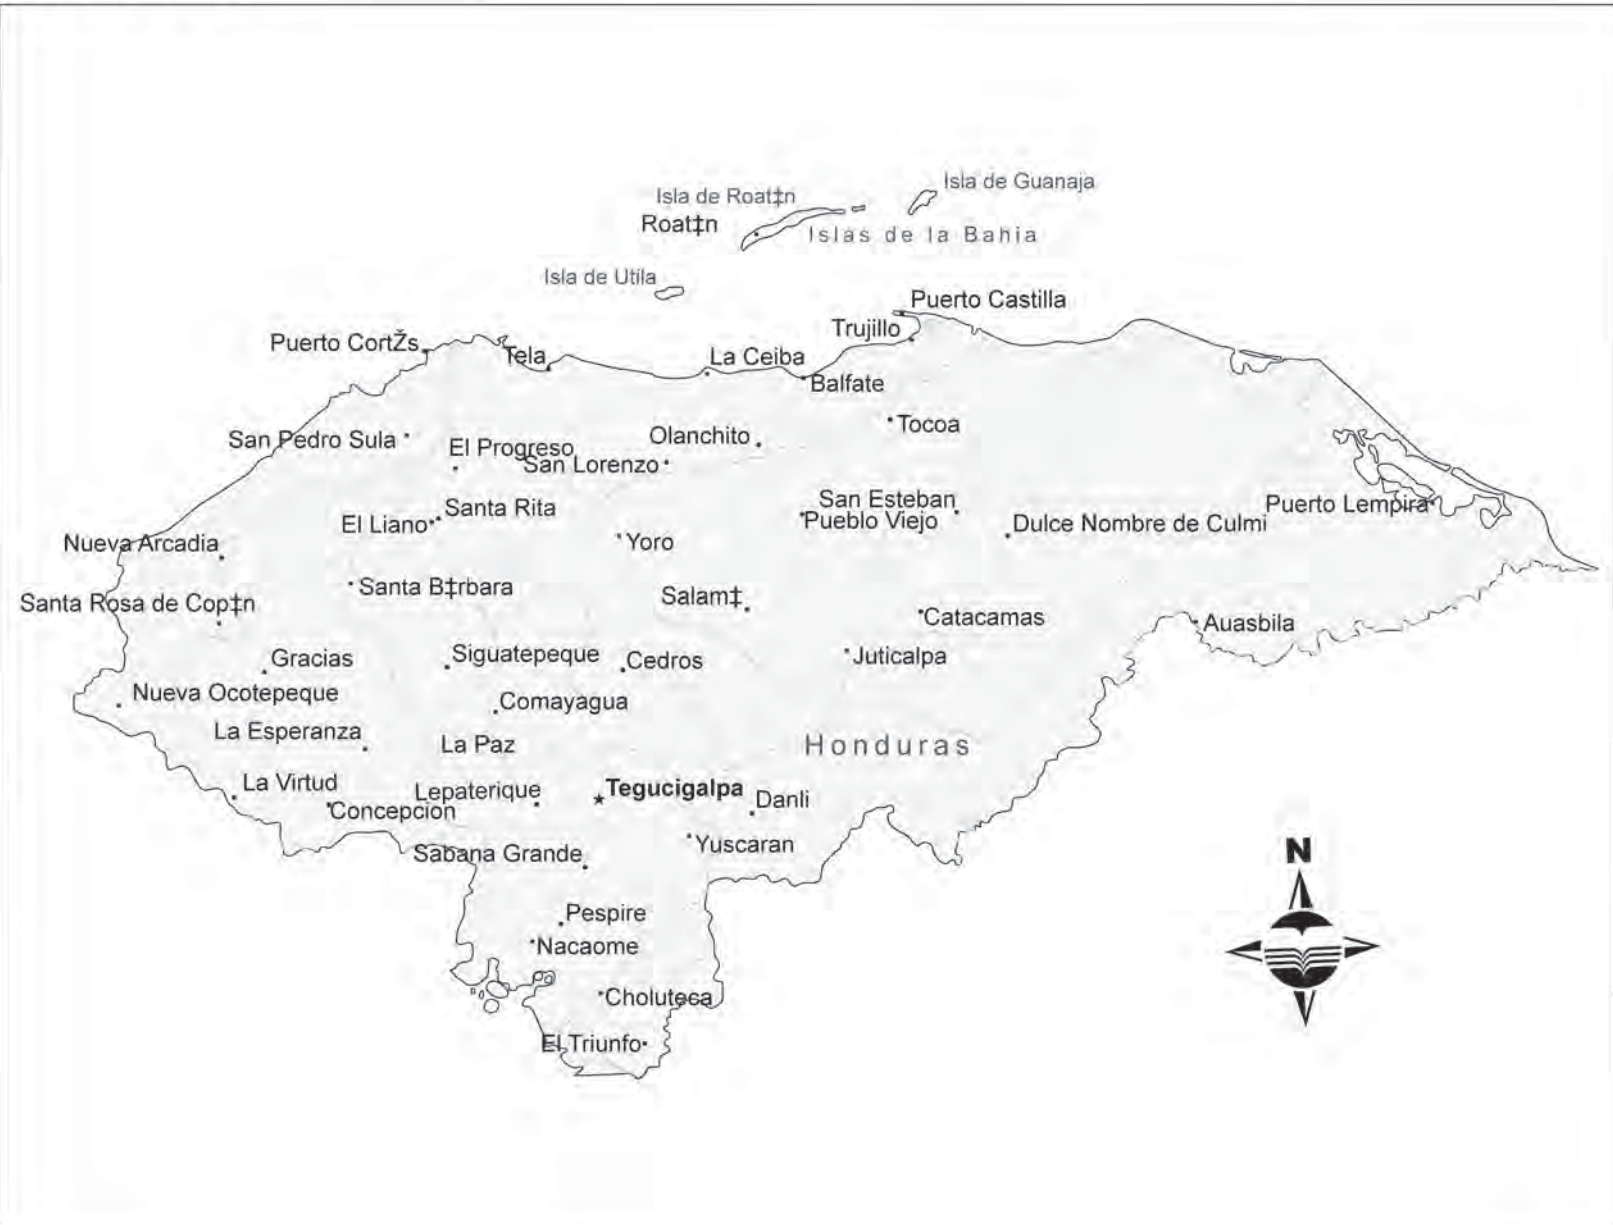 Isla de Guanaja
Isla de Roat‡n
Roat‡n
Islas de la Bahia
Isla de Utila
Puerto Castilla
Trujillo
Puerto CortŽs
Tela
La Ceiba
Balfate
Tocoa
San Pedro Sula
El Progreso
Olanchito
San Lorenzo
San Esteban
Puerto Lempira
Santa Rita
El Liano
Pueblo Viejo
Dulce Nombre de Culmi
Nueva Arcadia
Yoro
Santa B‡rbara
Salam‡
Santa Rosa de Cop‡n
Catacamas
Auasbila
Gracias
Siguatepeque
Cedros
Juticalpa
Nueva Ocotepeque
Comayagua
La Esperanza
La Paz
Honduras
La Virtud
Lepaterique
Tegucigalpa
Danli
Concepcion
Yuscaran
Sabana Grande
N
Pespire
Nacaome
Choluteca
El Triunfo